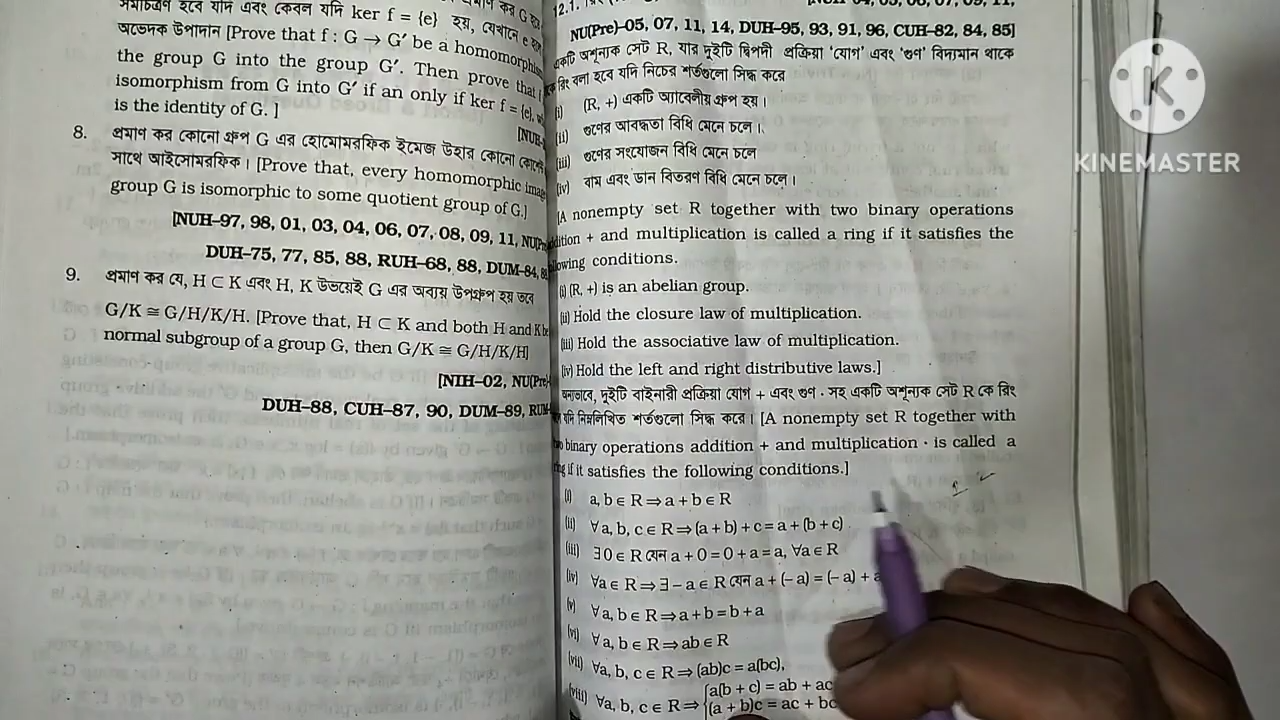 সমাচিত্রণ হবে যদি এবং কেবল যদি ker f = {e} হয়, যেখানে e
অভেদক উপাদান [Prove that f : G → G′ be a homomorphism
the group G into the group G′. Then prove that
isomorphism from G into G′ if an only if ker f = {e},
is the identity of G. ]
[NUH-
8. প্রমাণ কর কোনো গ্রুপ G এর হোমোমরফিক ইমেজ উহার কোনো
সাথে আইসোমরফিক। [Prove that, every homomorphic image
group G is isomorphic to some quotient group of G.]
[NUH–97, 98, 01, 03, 04, 06, 07, 08, 09, 11, NU(Pre)
DUH–75, 77, 85, 88, RUH–68, 88, DUM–84,
9. প্রমাণ কর যে, H ⊂ K এবং H, K উভয়েই G এর অব্যয় উপগ্রুপ হয় তবে
G/K ≅ G/H/K/H. [Prove that, H ⊂ K and both H and K be
normal subgroup of a group G, then G/K ≅ G/H/K/H]
[NIH–02, NU(Pre)
DUH–88, CUH–87, 90, DUM–89,
12.1.
NU(Pre)–05, 07, 11, 14, DUH–95, 93, 91, 96, CUH–82, 84, 85]
একটি অশূন্যক সেট R, যার দুইটি দ্বিপদী প্রক্রিয়া 'যোগ' এবং 'গুণ' বিদ্যমান থাকে
রিং বলা হবে যদি নিচের শর্তগুলো সিদ্ধ করে
(i) (R, +) একটি অ্যাবেলীয় গ্রুপ হয়।
(ii) গুণের আবদ্ধতা বিধি মেনে চলে।
(iii) গুণের সংযোজন বিধি মেনে চলে
(iv) বাম এবং ডান বিতরণ বিধি মেনে চলে।
[A nonempty set R together with two binary operations
addition + and multiplication is called a ring if it satisfies the
following conditions.
(i) (R, +) is an abelian group.
(ii) Hold the closure law of multiplication.
(iii) Hold the associative law of multiplication.
(iv) Hold the left and right distributive laws.]
অন্যভাবে, দুইটি বাইনারী প্রক্রিয়া যোগ + এবং গুণ · সহ একটি অশূন্যক সেট R কে রিং
যদি নিম্নলিখিত শর্তগুলো সিদ্ধ করে। [A nonempty set R together with
two binary operations addition + and multiplication · is called a
ring if it satisfies the following conditions.]
(i) a, b ∈ R ⇒ a + b ∈ R
(ii) ∀a, b, c ∈ R ⇒ (a + b) + c = a + (b + c)
(iii) ∃0 ∈ R যেন a + 0 = 0 + a = a, ∀a ∈ R
(iv) ∀a ∈ R ⇒ ∃ – a ∈ R যেন a + (– a) = (– a) + a
(v) ∀a, b ∈ R ⇒ a + b = b + a
(vi) ∀ a, b ∈ R ⇒ ab ∈ R
(vii) ∀a, b, c ∈ R ⇒ (ab)c = a(bc),
(viii) ∀a, b, c ∈ R ⇒ { a(b + c) = ab + ac
(a + b)c = ac + bc
KINEMASTER